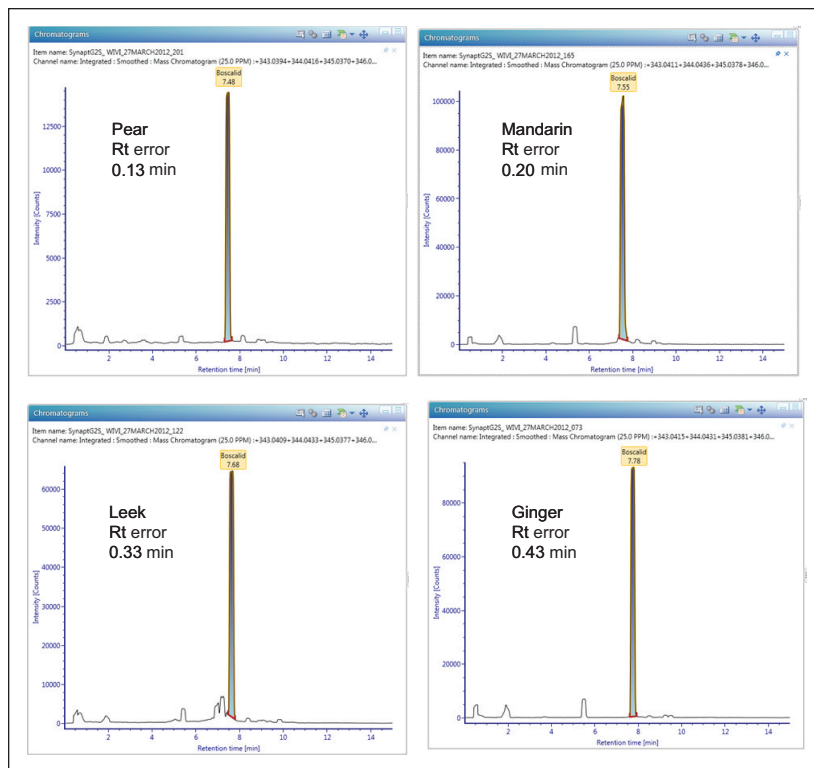 Chromatograms
Item name: SynaptG2S_ WIVI_27MARCH2012_201
Channel name: Integrated : Smoothed : Mass Chromatogram (25.0 PPM) :+343.0394+344.0416+345.0370+346.0...
Boscalid
7.48
Pear
Rt error
0.13 min
12500
10000
7500
5000
2500
0
Intensity [Counts]
2 4 6 8 10 12 14
Retention time [min]
Chromatograms
Item name: SynaptG2S_ WIVI_27MARCH2012_165
Channel name: Integrated : Smoothed : Mass Chromatogram (25.0 PPM) :+343.0411+344.0436+345.0378+346.0...
Boscalid
7.55
Mandarin
Rt error
0.20 min
100000
80000
60000
40000
20000
0
Intensity [Counts]
2 4 6 8 10 12 14
Retention time [min]
Chromatograms
Item name: SynaptG2S_ WIVI_27MARCH2012_122
Channel name: Integrated : Smoothed : Mass Chromatogram (25.0 PPM) :+343.0409+344.0433+345.0377+346.0...
Boscalid
7.68
Leek
Rt error
0.33 min
60000
50000
40000
30000
20000
10000
0
Intensity [Counts]
2 4 6 8 10 12 14
Retention time [min]
Chromatograms
Item name: SynaptG2S_ WIVI_27MARCH2012_073
Channel name: Integrated : Smoothed : Mass Chromatogram (25.0 PPM) :+343.0415+344.0431+345.0381+346.0...
Boscalid
7.78
Ginger
Rt error
0.43 min
80000
60000
40000
20000
0
Intensity [Counts]
2 4 6 8 10 12 14
Retention time [min]